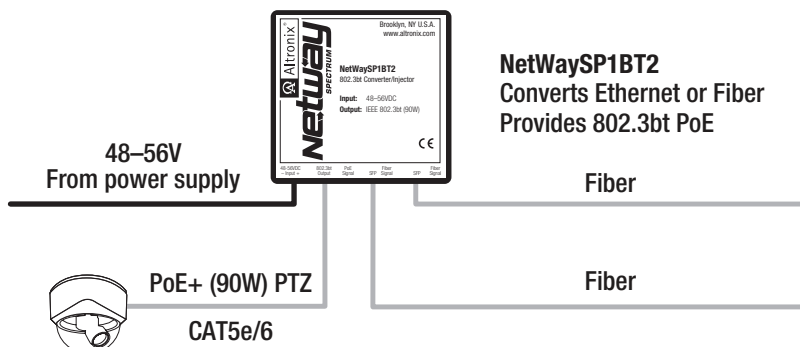 Brooklyn, NY U.S.A.
www.altronix.com
Altronix®
Netway
SPECTRUM
NetWaySP1BT2
802.3bt Converter/Injector
Input: 48–56VDC
Output: IEEE 802.3bt (90W)
CE
48-56VDC
– Input +
802.3bt
Output
PoE
Signal
SFP
Fiber
Signal
SFP
Fiber
Signal
NetWaySP1BT2
Converts Ethernet or Fiber
Provides 802.3bt PoE
48–56V
From power supply
Fiber
PoE+ (90W) PTZ
Fiber
CAT5e/6